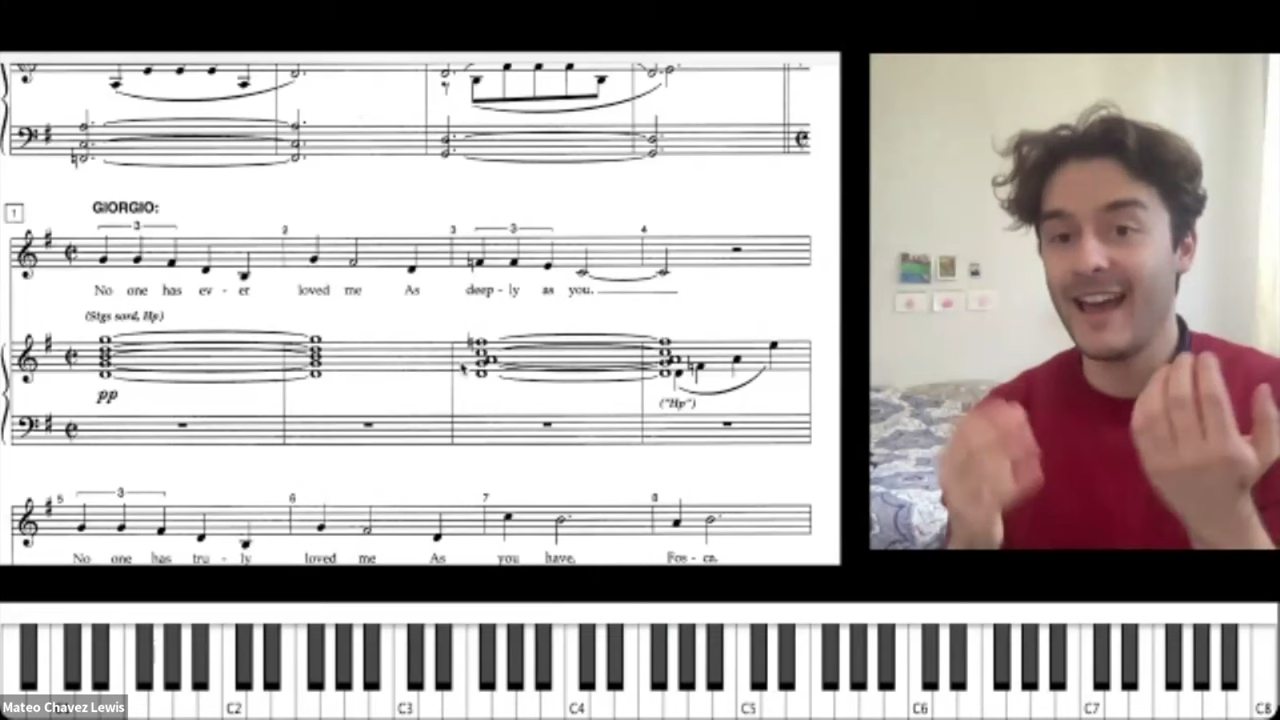 GIORGIO:
1
3 2 3 3 4
No one has ev - er loved me As deep - ly as you.
(Stgs sord, Hp)
pp
("Hp")
5 3 6 7 8
No one has tru - ly loved me As you have, Fos - ca.
C2 C3 C4 C5 C6 C7 C8
Mateo Chavez Lewis